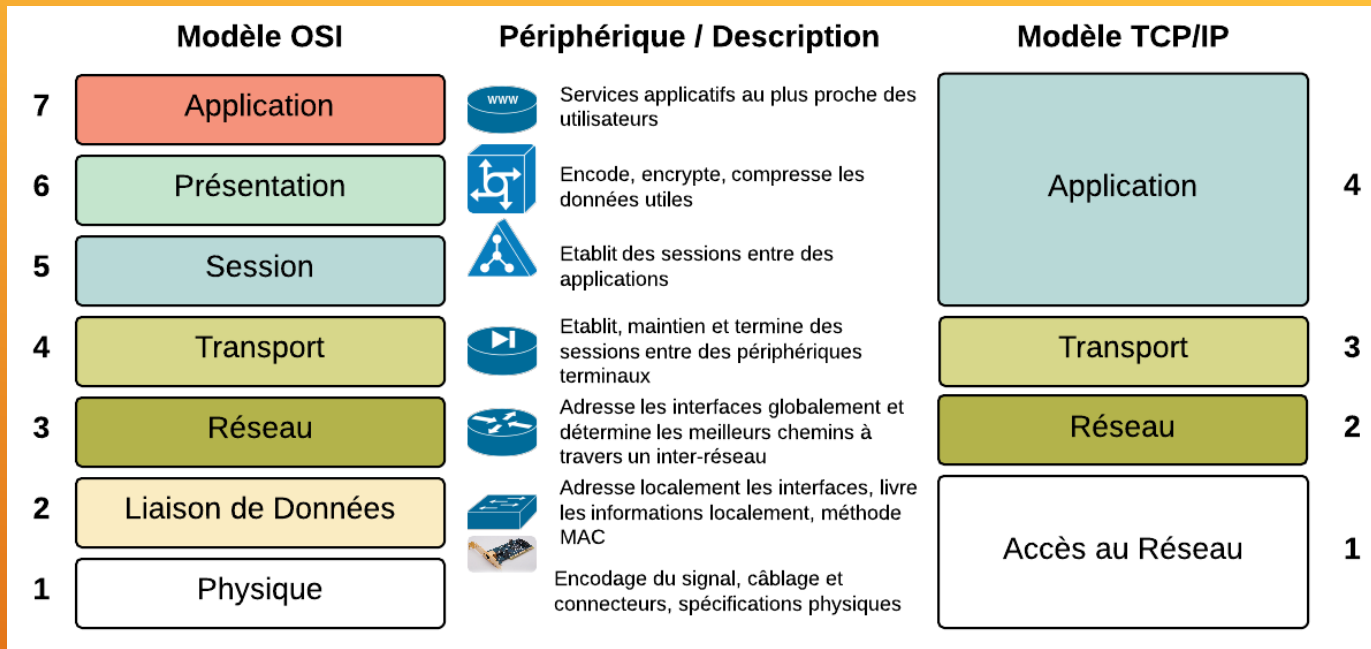 Modèle OSI
Périphérique / Description
Modèle TCP/IP
7
Application
www
Services applicatifs au plus proche des
utilisateurs
6
Présentation
Encode, encrypte, compresse les
données utiles
Application
4
5
Session
Etablit des sessions entre des
applications
4
Transport
Etablit, maintien et termine des
sessions entre des périphériques
terminaux
Transport
3
3
Réseau
Adresse les interfaces globalement et
détermine les meilleurs chemins à
travers un inter-réseau
Réseau
2
2
Liaison de Données
Adresse localement les interfaces, livre
les informations localement, méthode
MAC
Accès au Réseau
1
1
Physique
Encodage du signal, câblage et
connecteurs, spécifications physiques